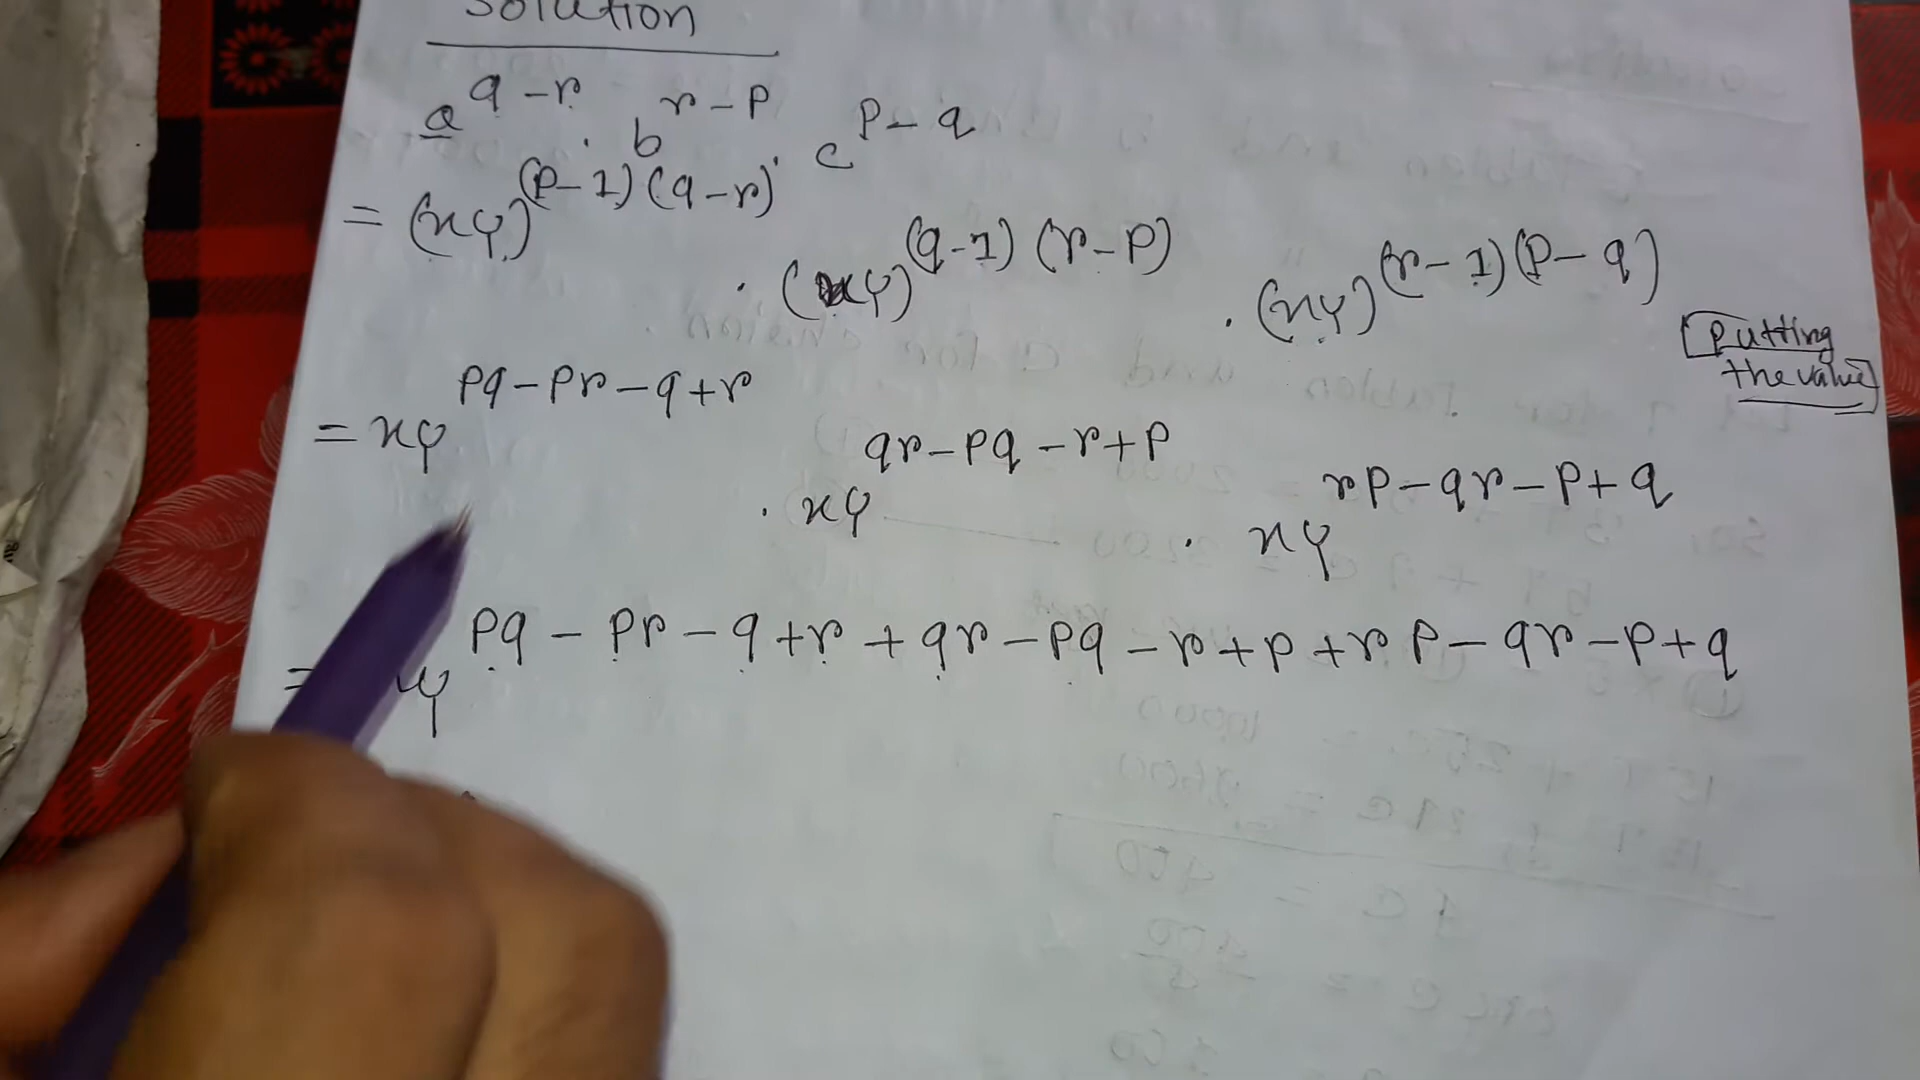 Solution
a^{q-r} . b^{r-p} . c^{p-q}
= (xy)^{(p-1)(q-r)} . (xy)^{(q-1)(r-p)} . (xy)^{(r-1)(p-q)}
[Putting the value]
= xy^{pq-pr-q+r} . xy^{qr-pq-r+p} . xy^{rp-qr-p+q}
= xy^{pq-pr-q+r+qr-pq-r+p+rp-qr-p+q}